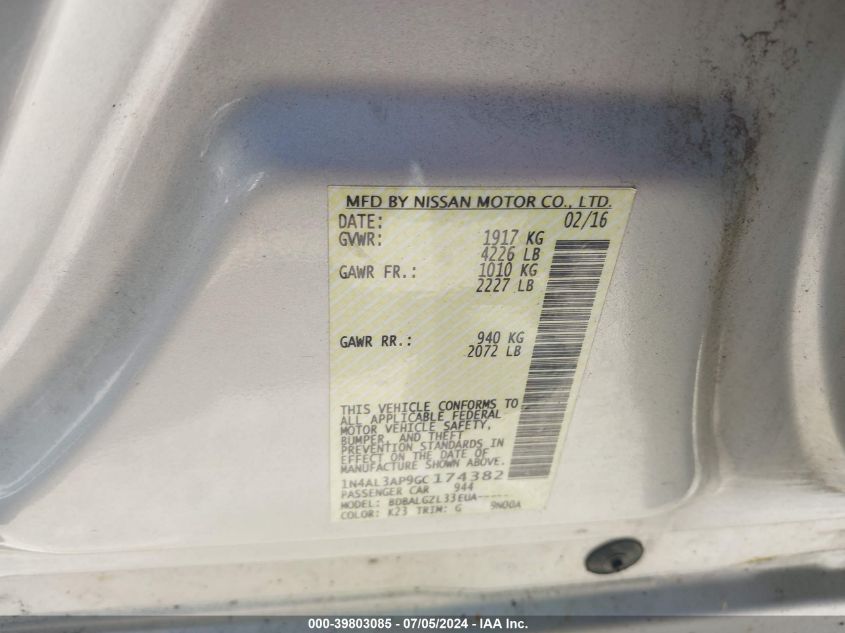 MFD BY NISSAN MOTOR CO., LTD.
DATE: 02/16
GVWR: 1917 KG
4226 LB
GAWR FR.: 1010 KG
2227 LB
GAWR RR.: 940 KG
2072 LB
THIS VEHICLE CONFORMS TO
ALL APPLICABLE FEDERAL
MOTOR VEHICLE SAFETY,
BUMPER, AND THEFT
PREVENTION STANDARDS IN
EFFECT ON THE DATE OF
MANUFACTURE SHOWN ABOVE.
1N4AL3AP9GC174382
PASSENGER CAR 944
MODEL: BDBALGZL33EUA-----
COLOR: K23 TRIM: G 9N00A
000-39803085 - 07/05/2024 - IAA Inc.